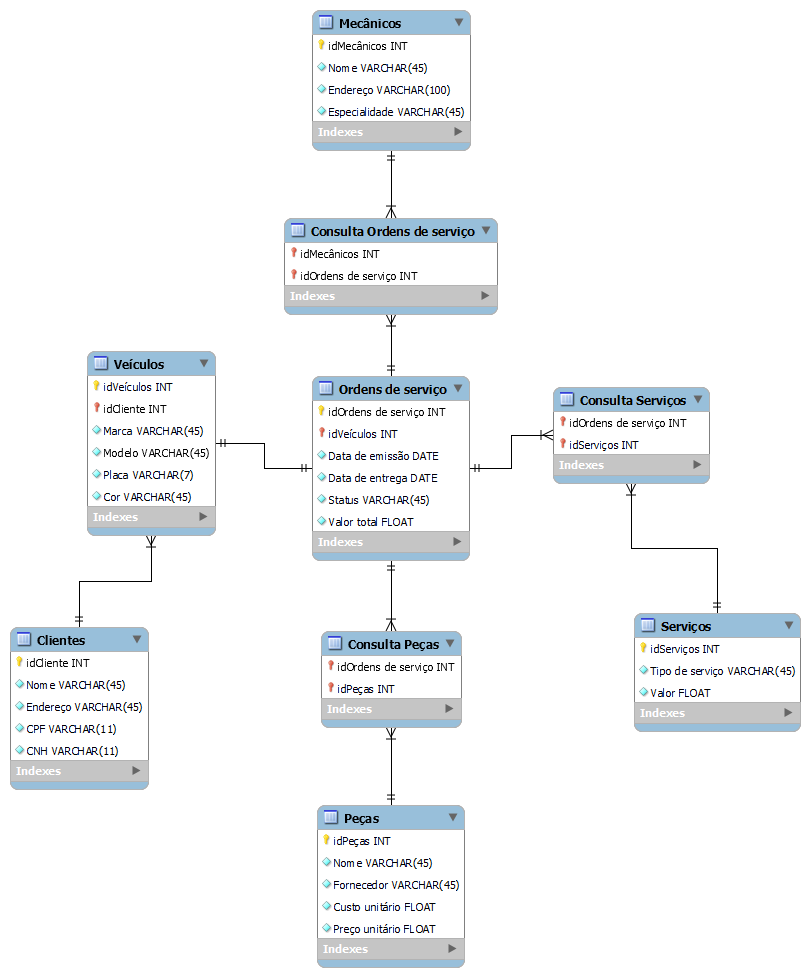 Mecânicos
idMecânicos INT
Nome VARCHAR(45)
Endereço VARCHAR(100)
Especialidade VARCHAR(45)
Indexes
Consulta Ordens de serviço
idMecânicos INT
idOrdens de serviço INT
Indexes
Veículos
idVeículos INT
idCliente INT
Marca VARCHAR(45)
Modelo VARCHAR(45)
Placa VARCHAR(7)
Cor VARCHAR(45)
Indexes
Ordens de serviço
idOrdens de serviço INT
idVeículos INT
Data de emissão DATE
Data de entrega DATE
Status VARCHAR(45)
Valor total FLOAT
Indexes
Consulta Serviços
idOrdens de serviço INT
idServiços INT
Indexes
Clientes
idCliente INT
Nome VARCHAR(45)
Endereço VARCHAR(45)
CPF VARCHAR(11)
CNH VARCHAR(11)
Indexes
Consulta Peças
idOrdens de serviço INT
idPeças INT
Indexes
Serviços
idServiços INT
Tipo de serviço VARCHAR(45)
Valor FLOAT
Indexes
Peças
idPeças INT
Nome VARCHAR(45)
Fornecedor VARCHAR(45)
Custo unitário FLOAT
Preço unitário FLOAT
Indexes